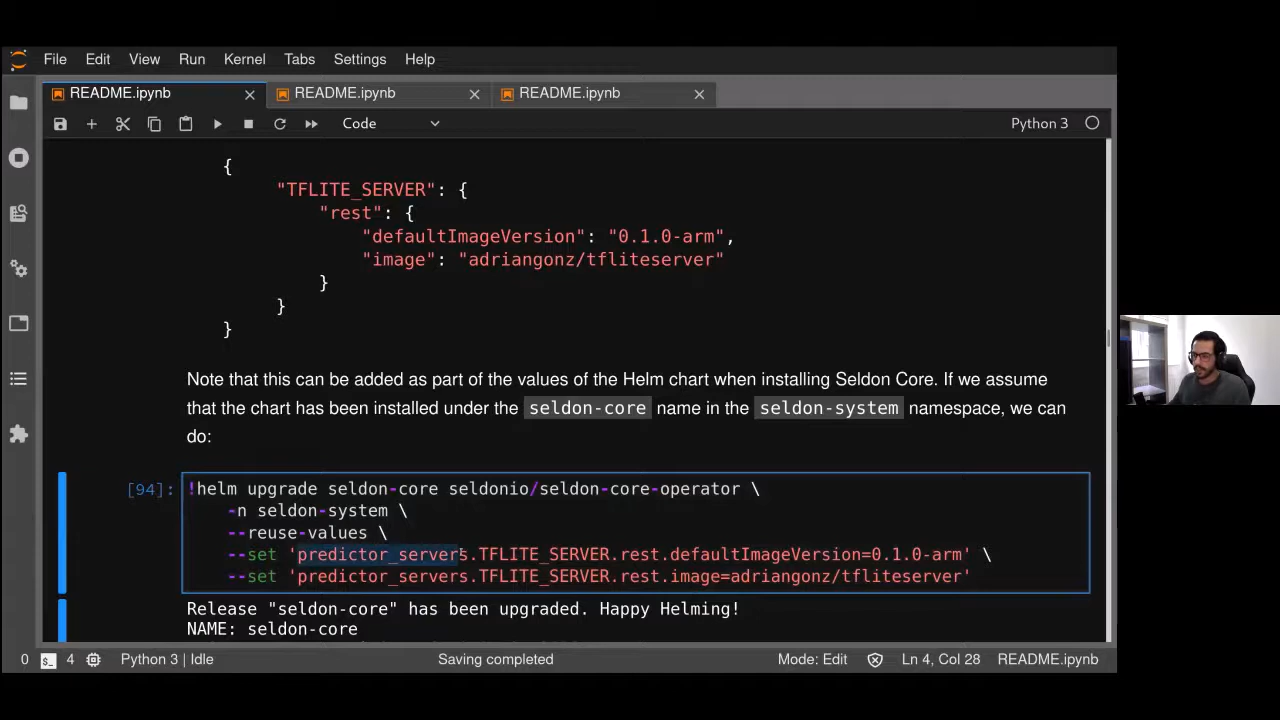 File Edit View Run Kernel Tabs Settings Help
README.ipynb README.ipynb README.ipynb
Code Python 3
{
"TFLITE_SERVER": {
"rest": {
"defaultImageVersion": "0.1.0-arm",
"image": "adriangonz/tfliteserver"
}
}
}
Note that this can be added as part of the values of the Helm chart when installing Seldon Core. If we assume
that the chart has been installed under the seldon-core name in the seldon-system namespace, we can
do:
[94]: !helm upgrade seldon-core seldonio/seldon-core-operator \
-n seldon-system \
--reuse-values \
--set 'predictor_servers.TFLITE_SERVER.rest.defaultImageVersion=0.1.0-arm' \
--set 'predictor_servers.TFLITE_SERVER.rest.image=adriangonz/tfliteserver'
Release "seldon-core" has been upgraded. Happy Helming!
NAME: seldon-core
0 $_ 4 Python 3 | Idle Saving completed Mode: Edit Ln 4, Col 28 README.ipynb